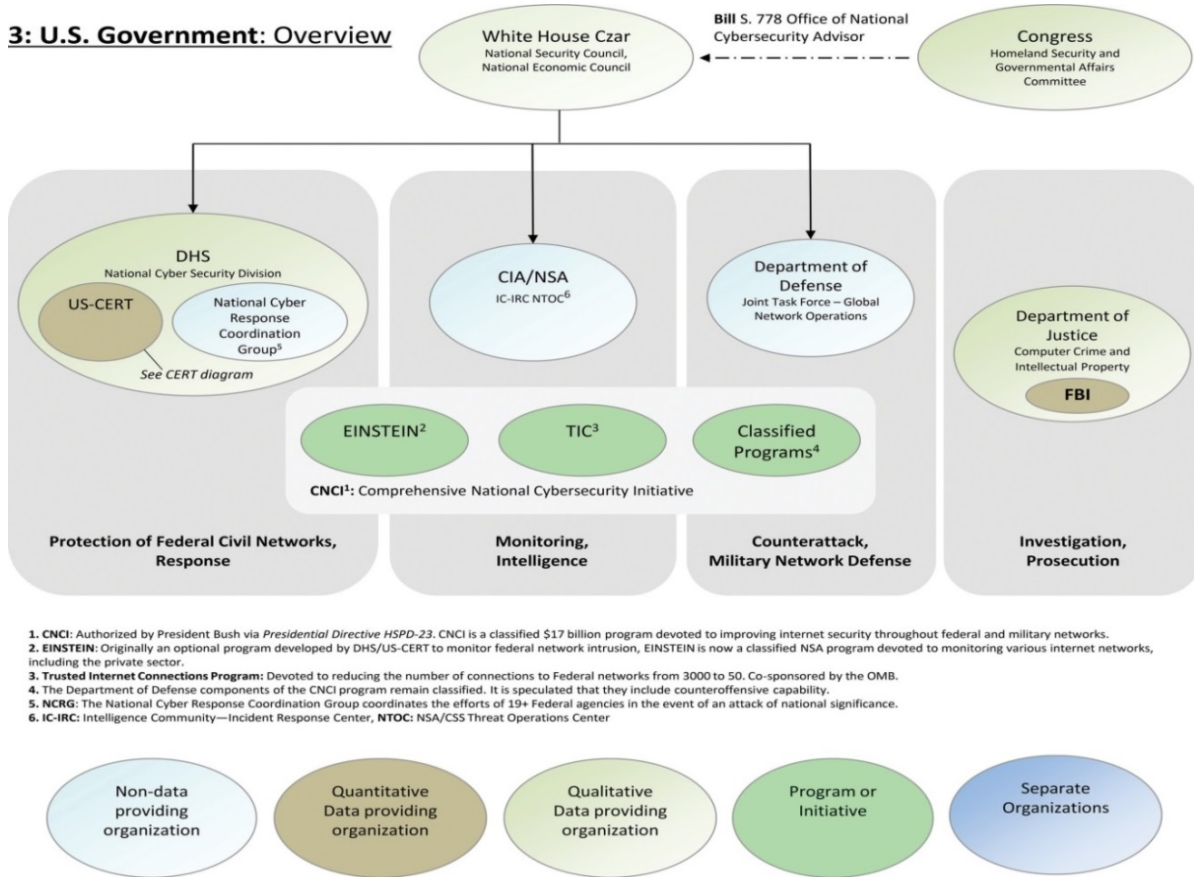 3: U.S. Government: Overview
White House Czar
National Security Council,
National Economic Council
Bill S. 778 Office of National
Cybersecurity Advisor
Congress
Homeland Security and
Governmental Affairs
Committee
DHS
National Cyber Security Division
US-CERT
National Cyber
Response
Coordination
Group⁵
See CERT diagram
CIA/NSA
IC-IRC NTOC⁶
Department of
Defense
Joint Task Force – Global
Network Operations
Department of
Justice
Computer Crime and
Intellectual Property
FBI
EINSTEIN²
TIC³
Classified
Programs⁴
CNCI¹: Comprehensive National Cybersecurity Initiative
Protection of Federal Civil Networks,
Response
Monitoring,
Intelligence
Counterattack,
Military Network Defense
Investigation,
Prosecution
1. CNCI: Authorized by President Bush via Presidential Directive HSPD-23. CNCI is a classified $17 billion program devoted to improving internet security throughout federal and military networks.
2. EINSTEIN: Originally an optional program developed by DHS/US-CERT to monitor federal network intrusion, EINSTEIN is now a classified NSA program devoted to monitoring various internet networks,
including the private sector.
3. Trusted Internet Connections Program: Devoted to reducing the number of connections to Federal networks from 3000 to 50. Co-sponsored by the OMB.
4. The Department of Defense components of the CNCI program remain classified. It is speculated that they include counteroffensive capability.
5. NCRG: The National Cyber Response Coordination Group coordinates the efforts of 19+ Federal agencies in the event of an attack of national significance.
6. IC-IRC: Intelligence Community—Incident Response Center, NTOC: NSA/CSS Threat Operations Center
Non-data
providing
organization
Quantitative
Data providing
organization
Qualitative
Data providing
organization
Program or
Initiative
Separate
Organizations